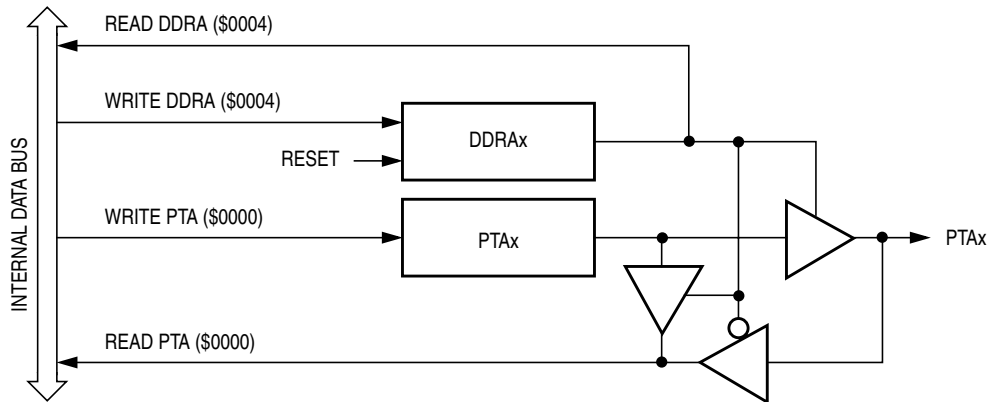 READ DDRA ($0004)
WRITE DDRA ($0004)
DDRAx
RESET
INTERNAL DATA BUS
WRITE PTA ($0000)
PTAx
PTAx
READ PTA ($0000)